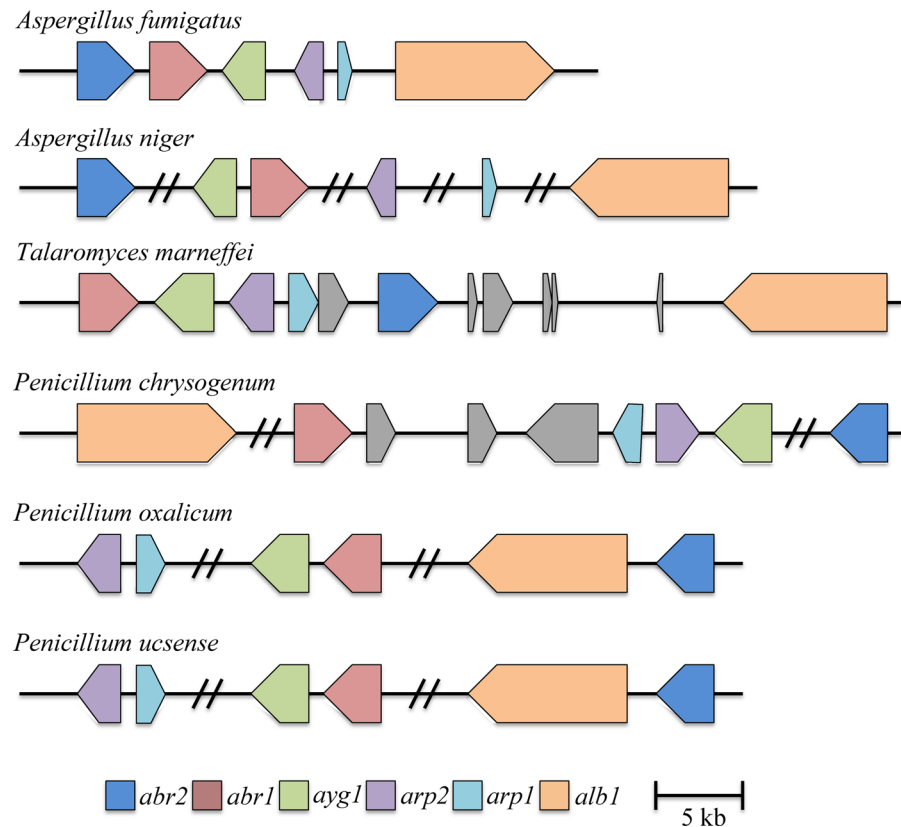 Aspergillus fumigatus
Aspergillus niger
Talaromyces marneffei
Penicillium chrysogenum
Penicillium oxalicum
Penicillium ucsense
abr2 abr1 ayg1 arp2 arp1 alb1
5 kb